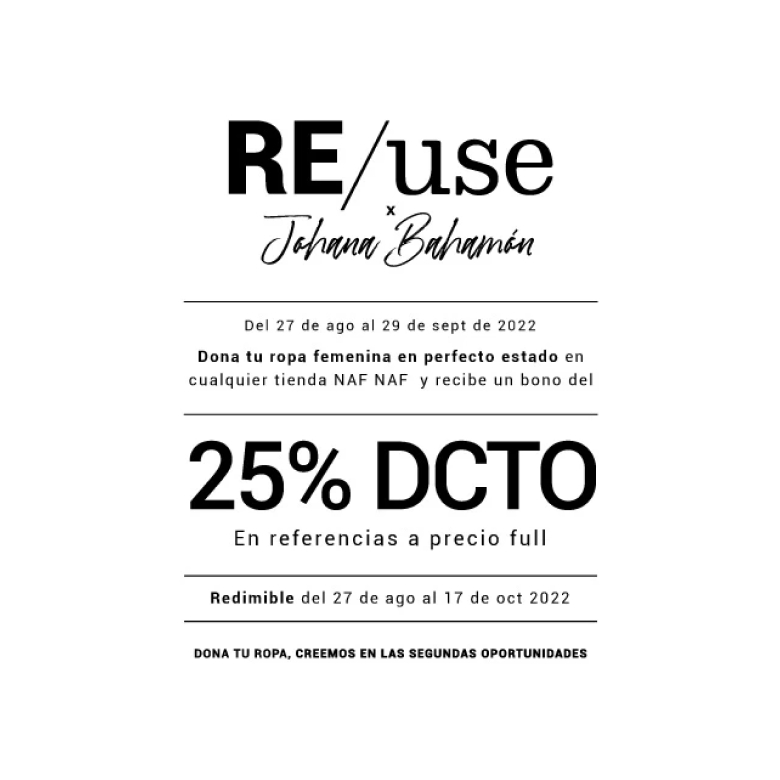 RE/use
x
Johana Bahamón
Del 27 de ago al 29 de sept de 2022
Dona tu ropa femenina en perfecto estado en
cualquier tienda NAF NAF y recibe un bono del
25% DCTO
En referencias a precio full
Redimible del 27 de ago al 17 de oct 2022
DONA TU ROPA, CREEMOS EN LAS SEGUNDAS OPORTUNIDADES